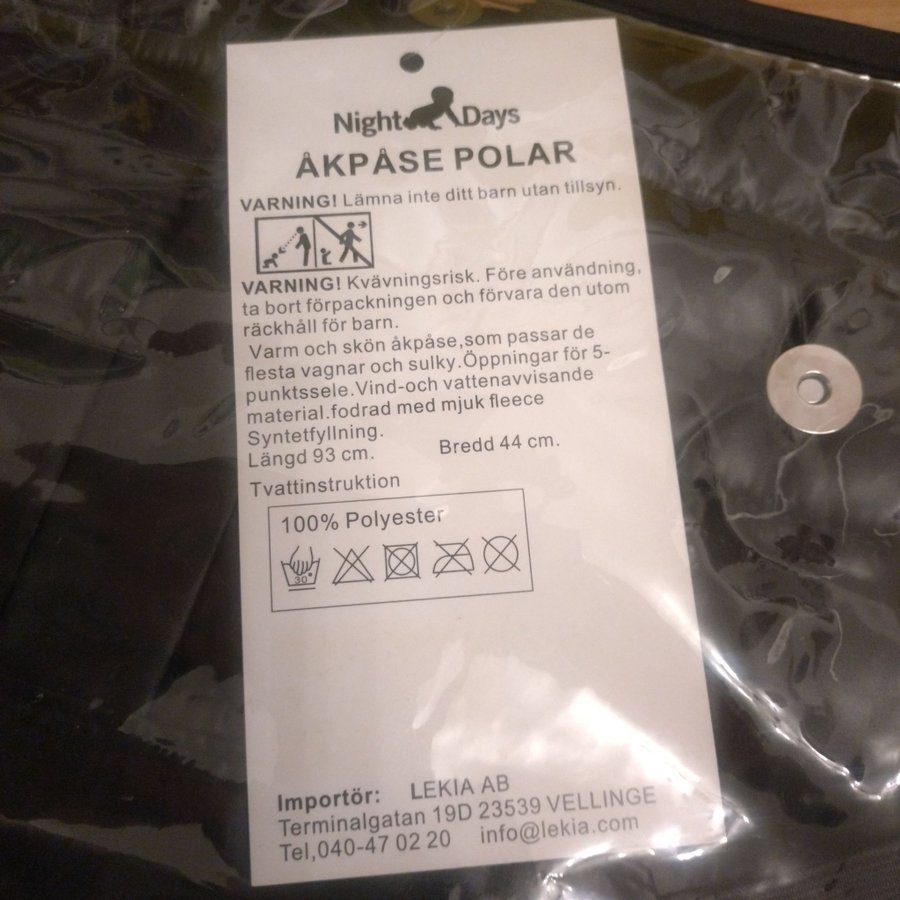 Night Days
ÅKPÅSE POLAR
VARNING! Lämna inte ditt barn utan tillsyn.
VARNING! Kvävningsrisk. Före användning,
ta bort förpackningen och förvara den utom
räckhåll för barn.
Varm och skön åkpåse,som passar de
flesta vagnar och sulky.Öppningar för 5-
punktssele.Vind-och vattenavvisande
material.fodrad med mjuk fleece
Syntetfyllning.
Längd 93 cm. Bredd 44 cm.
Tvattinstruktion
100% Polyester
30°
Importör: LEKIA AB
Terminalgatan 19D 23539 VELLINGE
Tel,040-47 02 20 info@lekia.com